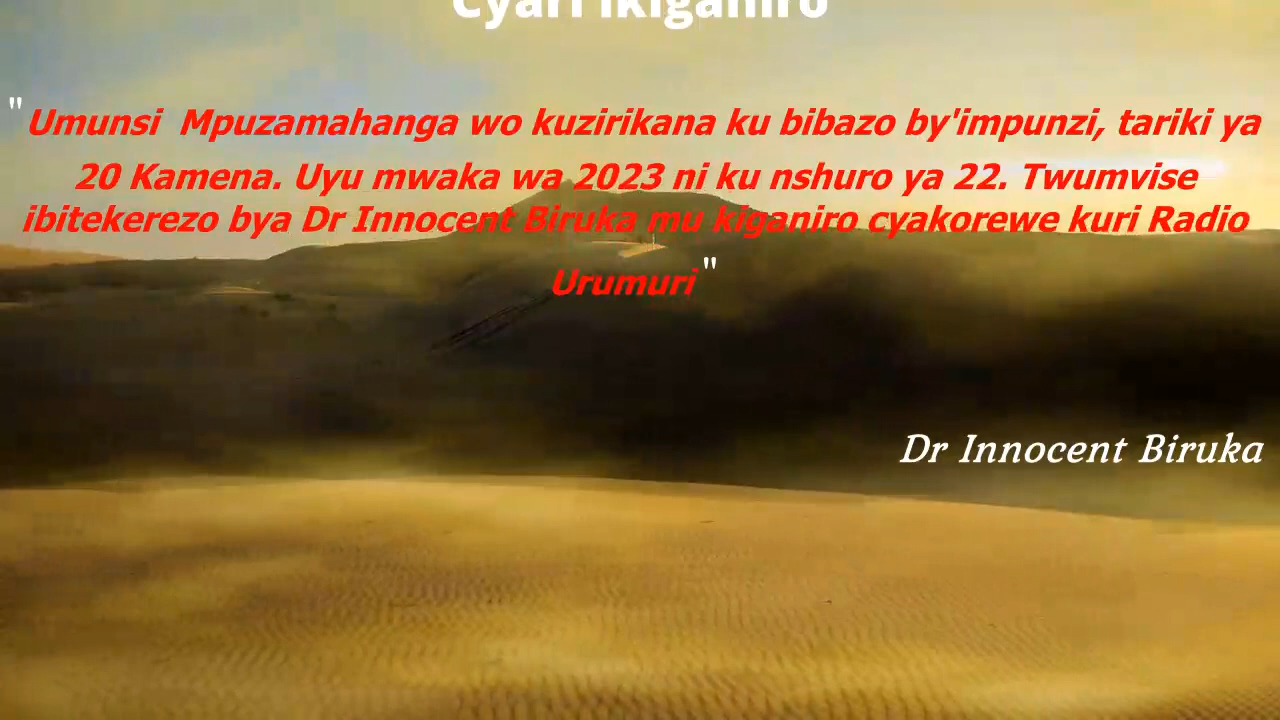 Cyari ikiganiro
"Umunsi Mpuzamahanga wo kuzirikana ku bibazo by'impunzi, tariki ya
20 Kamena. Uyu mwaka wa 2023 ni ku nshuro ya 22. Twumvise
ibitekerezo bya Dr Innocent Biruka mu kiganiro cyakorewe kuri Radio
Urumuri"
Dr Innocent Biruka